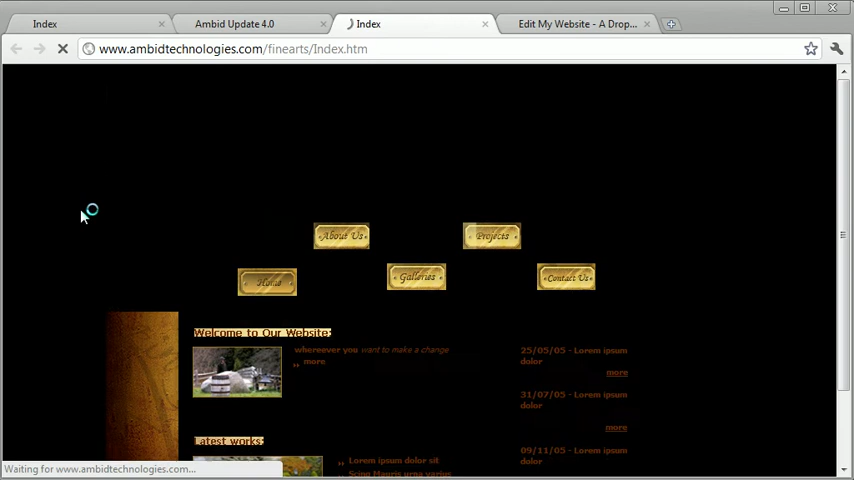 Index
Ambid Update 4.0
Index
Edit My Website - A Drop...
www.ambidtechnologies.com/finearts/Index.htm
About Us
Projects
Home
Galleries
Contact Us
Welcome to Our Website:
whereever you want to make a change
,, more
25/05/05 - Lorem ipsum
dolor
more
31/07/05 - Lorem ipsum
dolor
more
Latest works:
09/11/05 - Lorem ipsum
dolor
,, Lorem ipsum dolor sit
Scing Mauris urna varius
Waiting for www.ambidtechnologies.com...